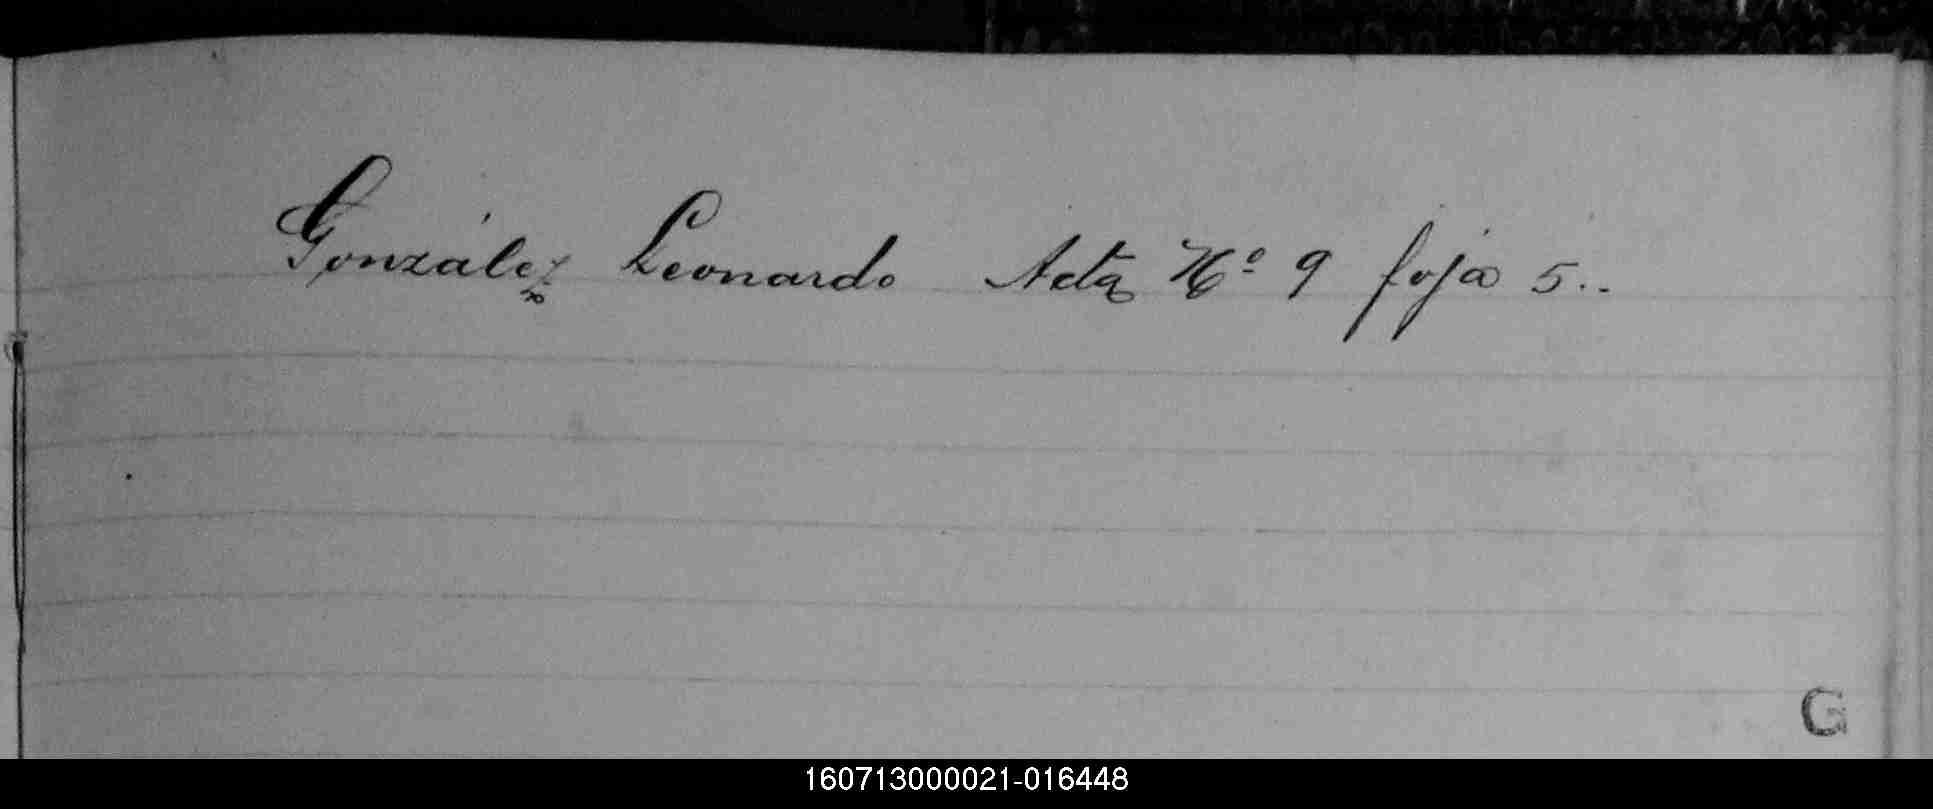 González Leonardo Acta Nº 9 foja 5..
G
160713000021-016448